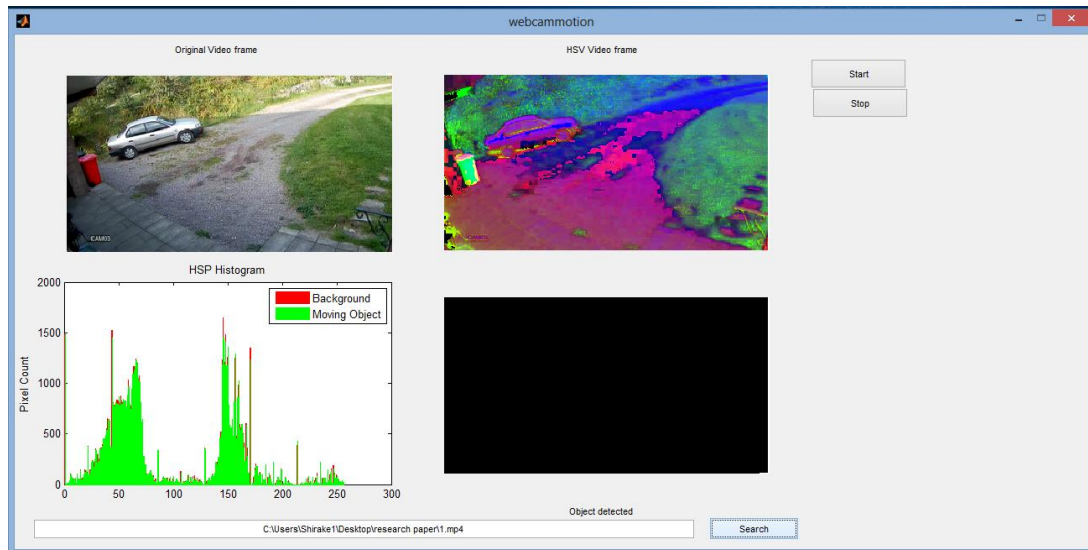 webcammotion
Original Video frame
HSV Video frame
Start
Stop
CAM03
HSP Histogram
2000
1500
1000
500
0
Pixel Count
Background
Moving Object
0 50 100 150 200 250 300
Object detected
C:\Users\Shirake1\Desktop\research paper\1.mp4
Search